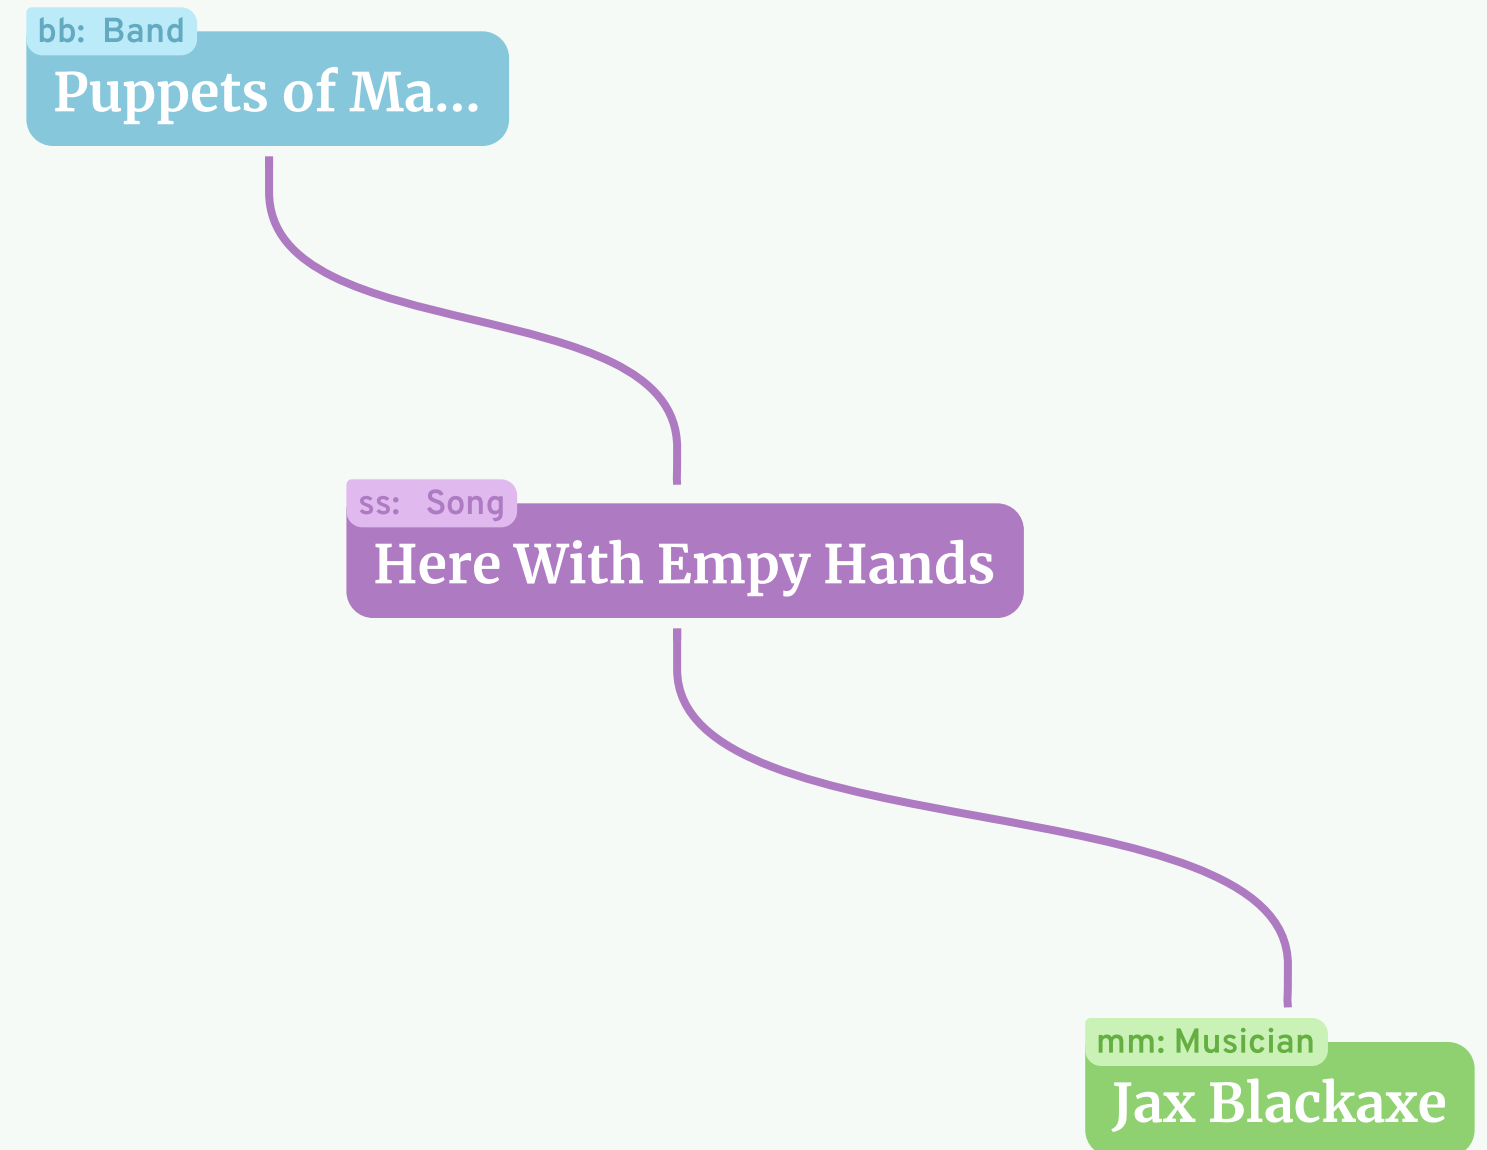 bb: Band
Puppets of Ma...
ss: Song
Here With Empy Hands
mm: Musician
Jax Blackaxe